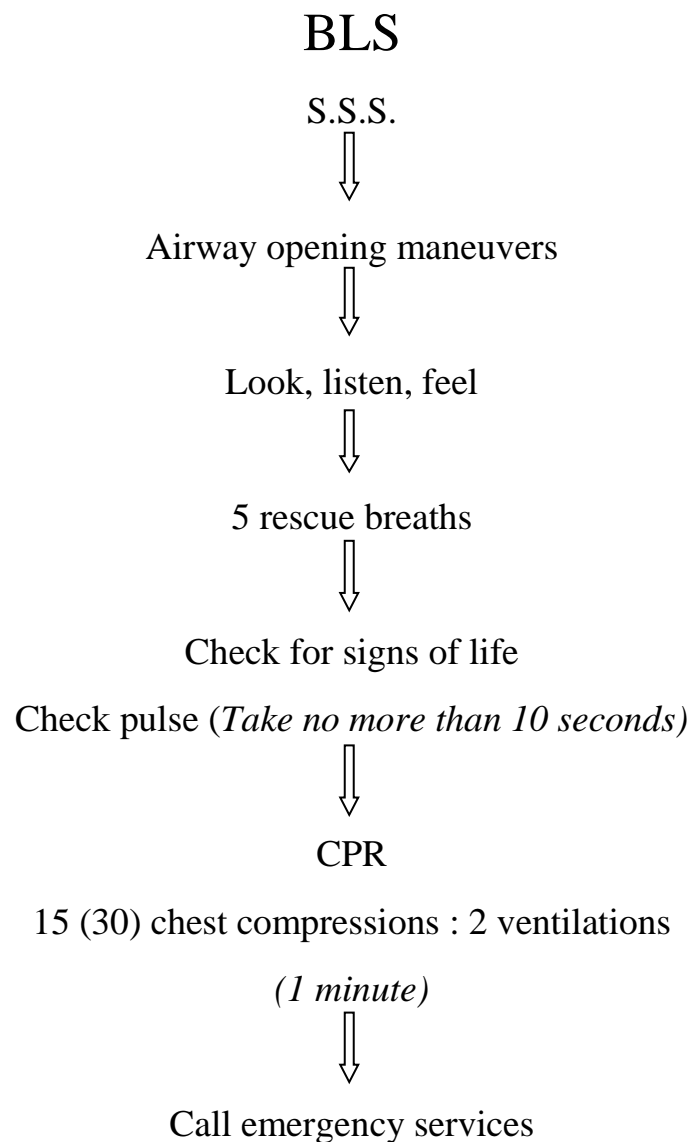 BLS
S.S.S.
Airway opening maneuvers
Look, listen, feel
5 rescue breaths
Check for signs of life
Check pulse (Take no more than 10 seconds)
CPR
15 (30) chest compressions : 2 ventilations
(1 minute)
Call emergency services